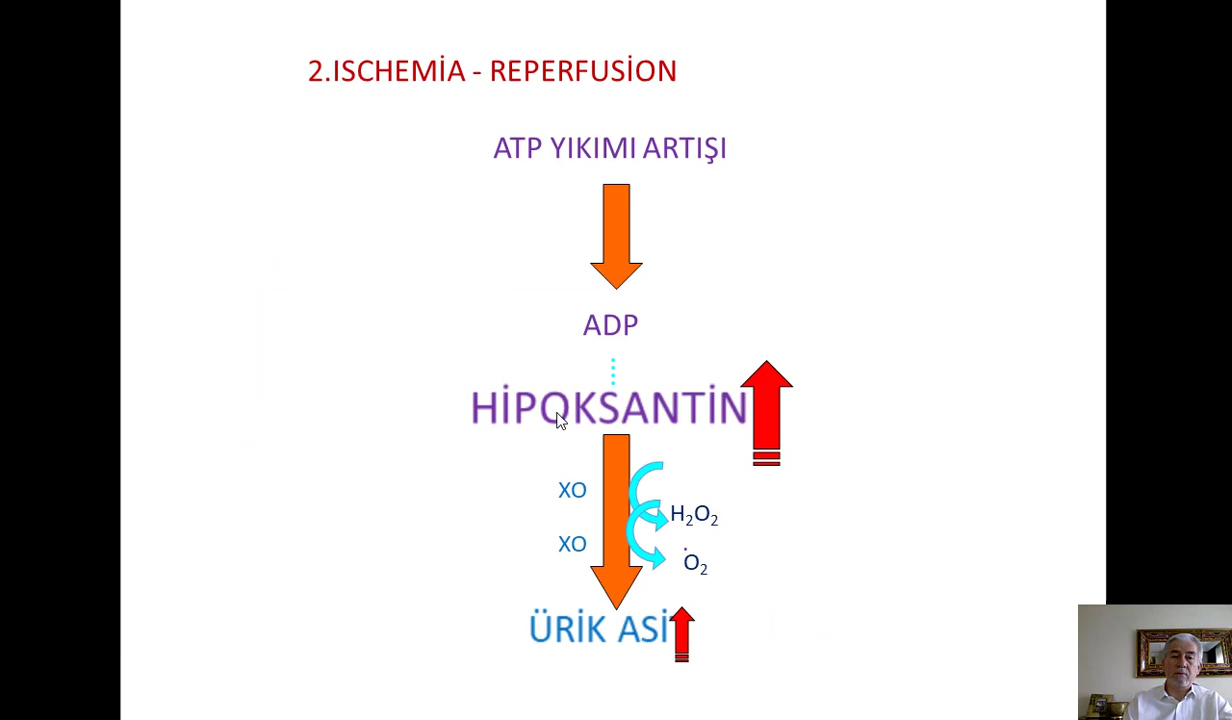 2.ISCHEMİA - REPERFUSİON
ATP YIKIMI ARTIŞI
ADP
HİPOKSANTİN
XO
H₂O₂
XO
O₂
ÜRİK ASİ